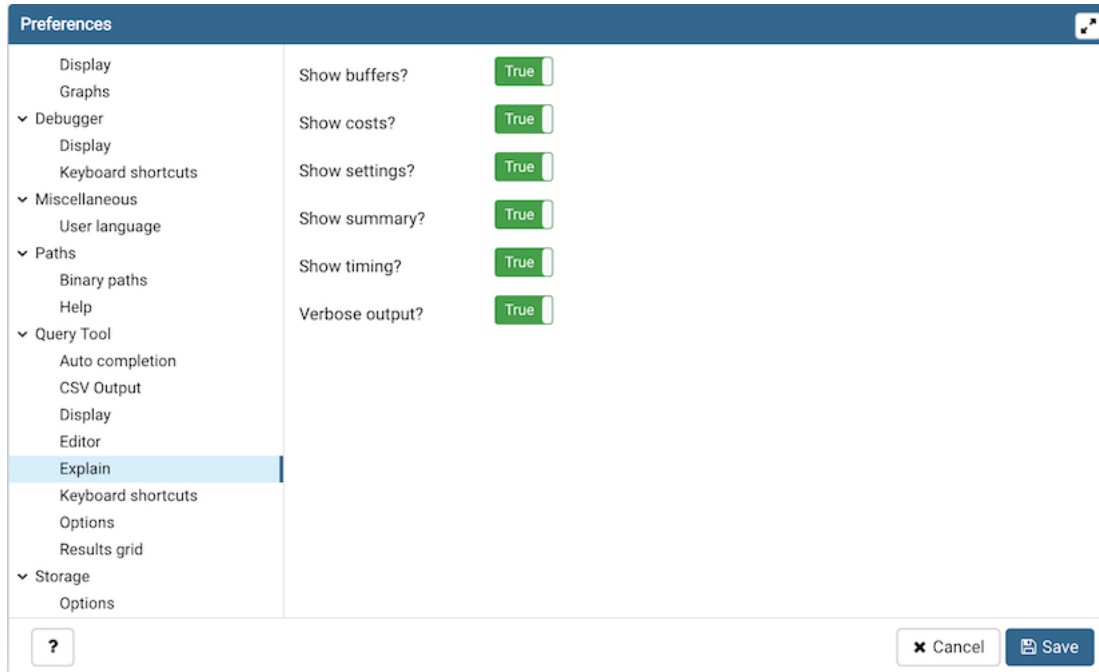 Preferences
Display
Graphs
Debugger
Display
Keyboard shortcuts
Miscellaneous
User language
Paths
Binary paths
Help
Query Tool
Auto completion
CSV Output
Display
Editor
Explain
Keyboard shortcuts
Options
Results grid
Storage
Options
Show buffers? True
Show costs? True
Show settings? True
Show summary? True
Show timing? True
Verbose output? True
? Cancel Save